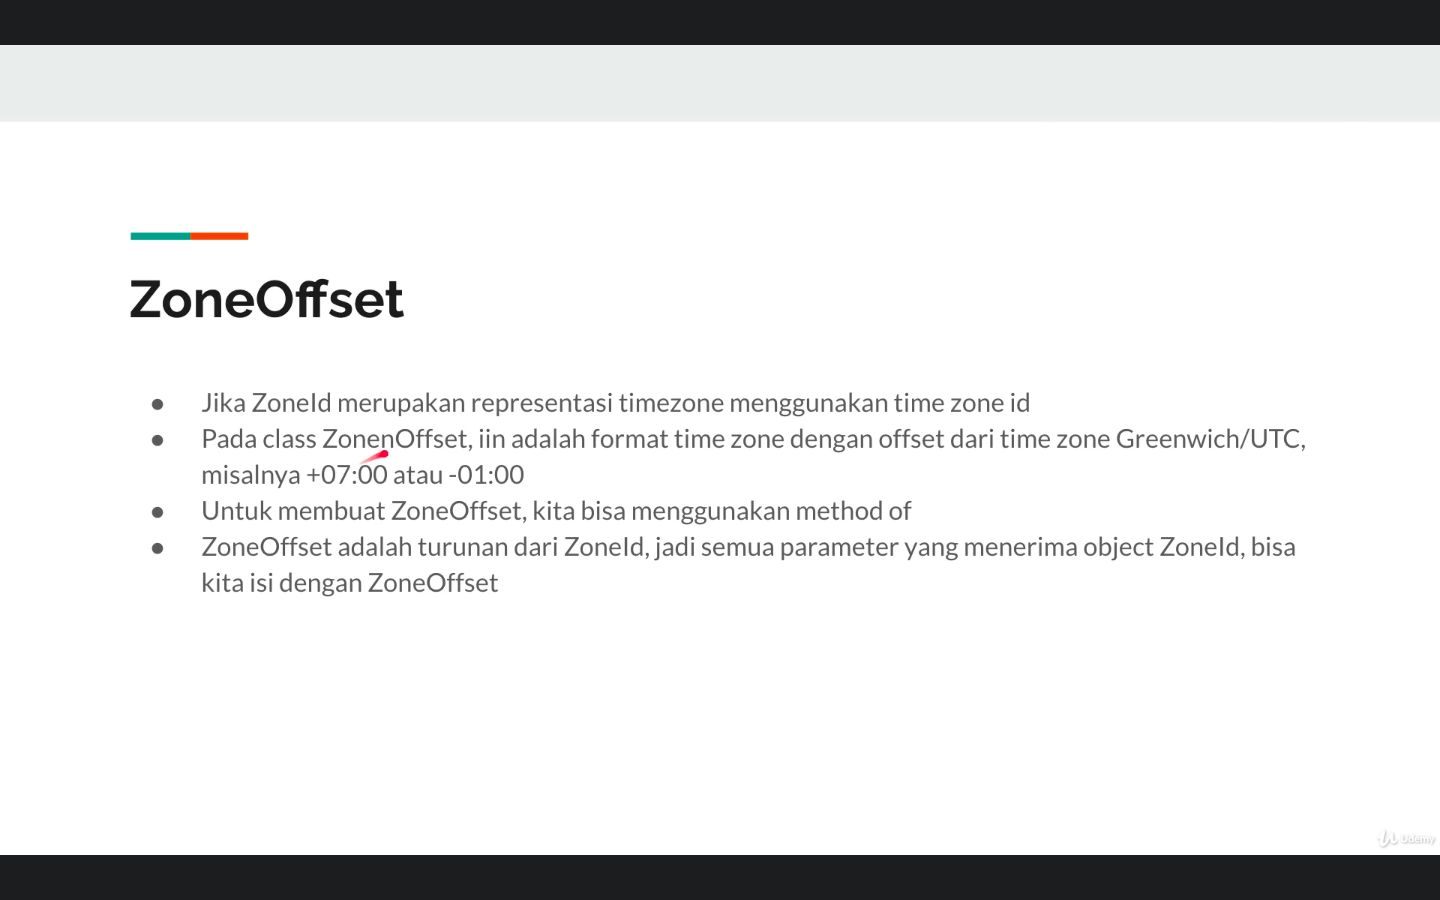 ZoneOffset
● Jika ZoneId merupakan representasi timezone menggunakan time zone id
● Pada class ZonenOffset, iin adalah format time zone dengan offset dari time zone Greenwich/UTC,
misalnya +07:00 atau -01:00
● Untuk membuat ZoneOffset, kita bisa menggunakan method of
● ZoneOffset adalah turunan dari ZoneId, jadi semua parameter yang menerima object ZoneId, bisa
kita isi dengan ZoneOffset
Udemy